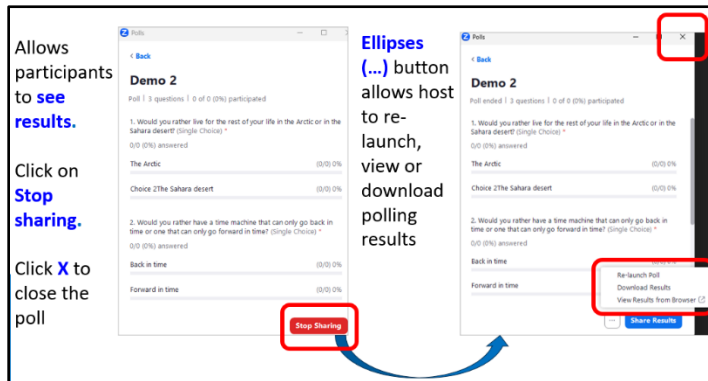 Allows
participants
to see
results.
Click on
Stop
sharing.
Click X to
close the
poll
Polls
< Back
Demo 2
Poll | 3 questions | 0 of 0 (0%) participated
1. Would you rather live for the rest of your life in the Arctic or in the
Sahara desert? (Single Choice) *
0/0 (0%) answered
The Arctic (0/0) 0%
Choice 2The Sahara desert (0/0) 0%
2. Would you rather have a time machine that can only go back in
time or one that can only go forward in time? (Single Choice) *
0/0 (0%) answered
Back in time (0/0) 0%
Forward in time (0/0) 0%
Stop Sharing
Ellipses
(...) button
allows host
to re-
launch,
view or
download
polling
results
Polls
< Back
Demo 2
Poll ended | 3 questions | 0 of 0 (0%) participated
1. Would you rather live for the rest of your life in the Arctic or in the
Sahara desert? (Single Choice) *
0/0 (0%) answered
The Arctic (0/0) 0%
Choice 2The Sahara desert (0/0) 0%
2. Would you rather have a time machine that can only go back in
time or one that can only go forward in time? (Single Choice) *
0/0 (0%) answered
Back in time (0/0) 0%
Forward in time
Re-launch Poll
Download Results
View Results from Browser
... Share Results